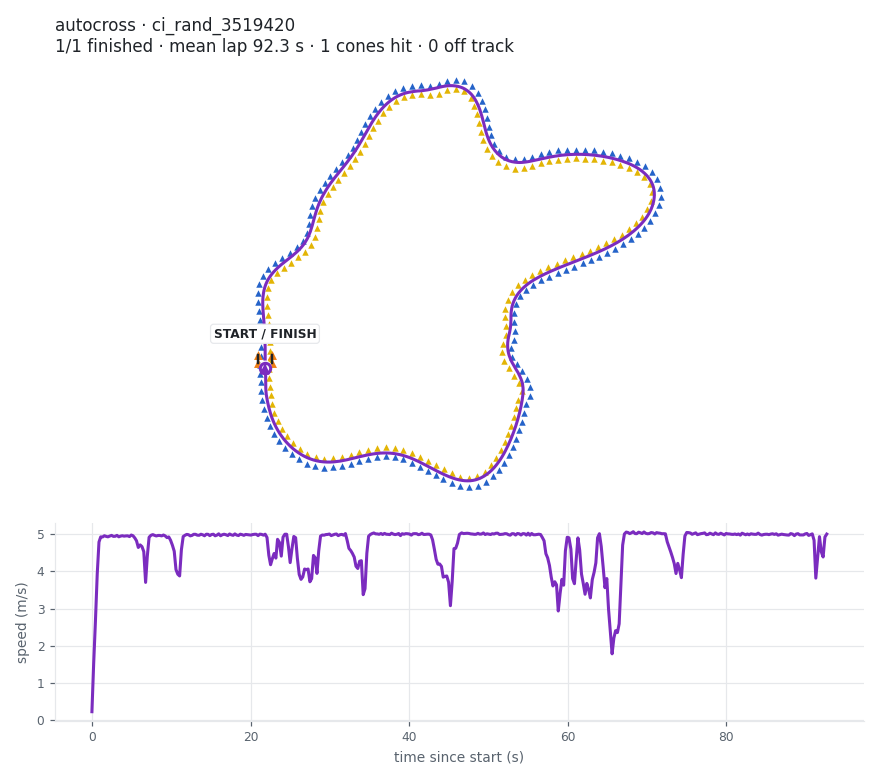 autocross · ci_rand_3519420
1/1 finished · mean lap 92.3 s · 1 cones hit · 0 off track
START / FINISH
5
4
3
2
1
0
speed (m/s)
0 20 40 60 80
time since start (s)